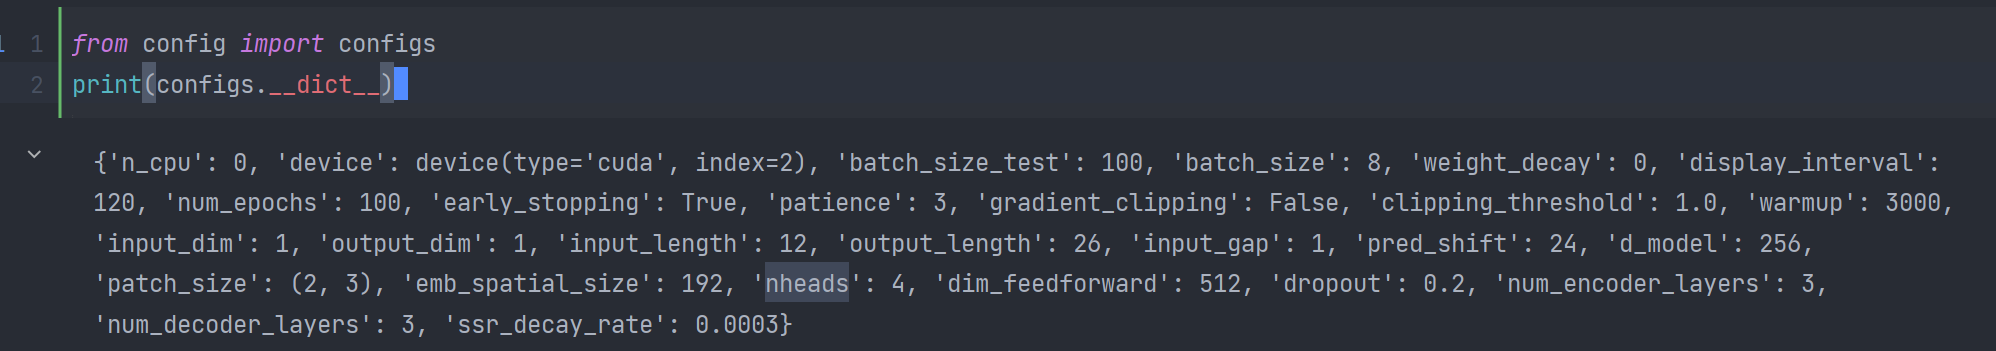 1 1 from config import configs
2 print(configs.__dict__)
{'n_cpu': 0, 'device': device(type='cuda', index=2), 'batch_size_test': 100, 'batch_size': 8, 'weight_decay': 0, 'display_interval':
120, 'num_epochs': 100, 'early_stopping': True, 'patience': 3, 'gradient_clipping': False, 'clipping_threshold': 1.0, 'warmup': 3000,
'input_dim': 1, 'output_dim': 1, 'input_length': 12, 'output_length': 26, 'input_gap': 1, 'pred_shift': 24, 'd_model': 256,
'patch_size': (2, 3), 'emb_spatial_size': 192, 'nheads': 4, 'dim_feedforward': 512, 'dropout': 0.2, 'num_encoder_layers': 3,
'num_decoder_layers': 3, 'ssr_decay_rate': 0.0003}